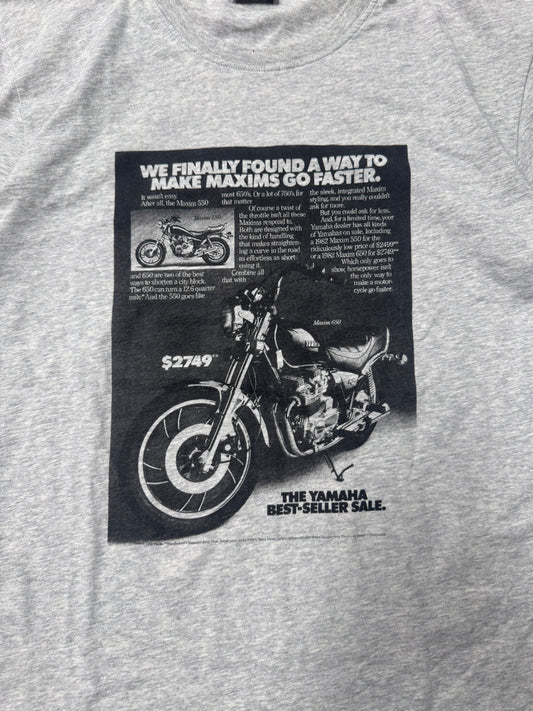 WE FINALLY FOUND A WAY TO
MAKE MAXIMS GO FASTER.
It wasn't easy.
After all, the Maxim 550
Maxim 550
and 650 are two of the best
ways to shorten a city block.
The 650 can turn a 12.6 quarter
mile.* And the 550 goes like
most 650's. Or a lot of 750's for
that matter.
Of course a twist of
the throttle isn't all these
Maxims respond to.
Both are designed with
the kind of handling
that makes straighten-
ing a curve in the road
as effortless as short-
ening it.
Combine all
that with
the sleek, integrated Maxim
styling, and you really couldn't
ask for more.
But you could ask for less.
And, for a limited time, your
Yamaha dealer has all kinds
of Yamahas on sale. Including
a 1982 Maxim 550 for the
ridiculously low price of $2499**
or a 1982 Maxim 650 for $2749**
Which only goes to
show, horsepower isn't
the only way to
make a motor-
cycle go faster.
Maxim 650
$2749**
THE YAMAHA
BEST-SELLER SALE.